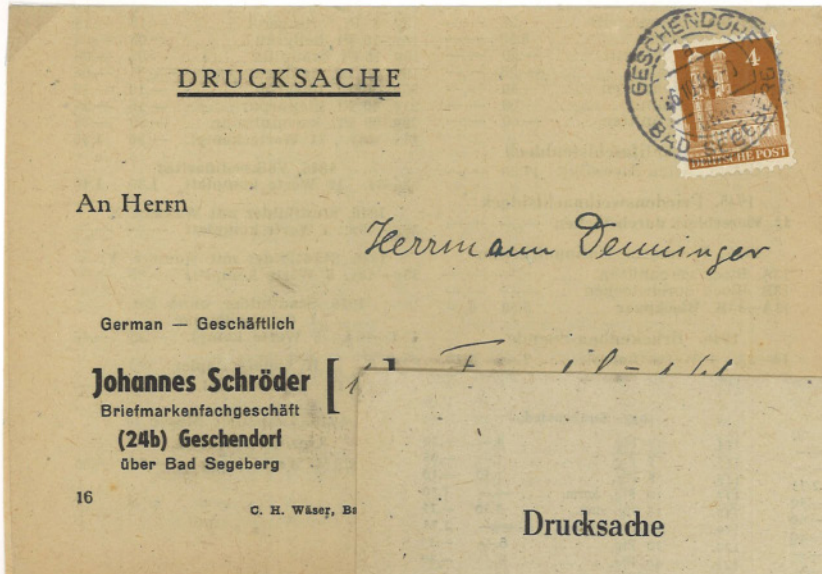 DRUCKSACHE
GESCHENDORF
BAD SEGEBERG
4
DEUTSCHE POST
An Herrn
Herrmann Denninger
German — Geschäftlich
Johannes Schröder
Briefmarkenfachgeschäft
(24b) Geschendorf
über Bad Segeberg
16
C. H. Wäser, Ba
Drucksache